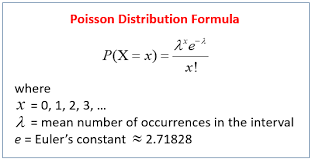 Poisson Distribution Formula
P(X = x) = λˣe⁻λ / x!
where
x = 0, 1, 2, 3, …
λ = mean number of occurrences in the interval
e = Euler’s constant ≈ 2.71828